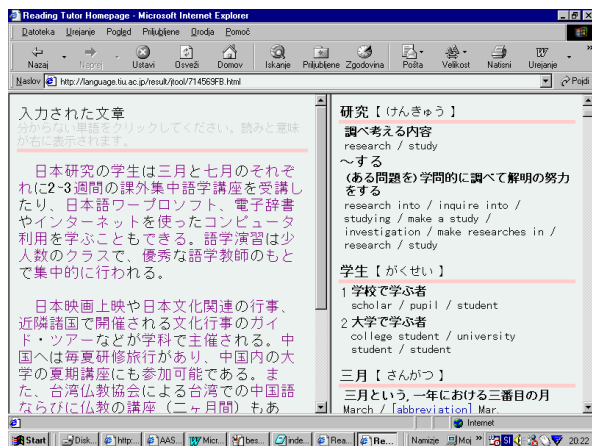 Reading Tutor Homepage - Microsoft Internet Explorer
Datoteka Urejanje Pogled Priljubljene Orodja Pomoč
Nazaj Naprej Ustavi Osveži Domov Iskanje Priljubljene Zgodovina Pošta Velikost Natisni Urejanje
Naslov http://language.tiu.ac.jp/result/jtool/714569FB.html Pojdi
入力された文章
分からない単語をクリックしてください。読みと意味
が右に表示されます。
日本研究の学生は三月と七月のそれぞ
れに2-3週間の課外集中語学講座を受講し
たり、日本語ワープロソフト、電子辞書
やインターネットを使ったコンピュータ
利用を学ぶこともできる。語学演習は少
人数のクラスで、優秀な語学教師のもと
で集中的に行われる。
日本映画上映や日本文化関連の行事、
近隣諸国で開催される文化行事のガイ
ド・ツアーなどが学科で主催される。中
国へは毎夏研修旅行があり、中国内の大
学の夏期講座にも参加可能である。ま
た、台湾仏教協会による台湾での中国語
ならびに仏教の講座（二ヶ月間）もあ
研究【けんきゅう】
調べ考える内容
research / study
～する
(ある問題を)学問的に調べて解明の努力
をする
research into / inquire into /
studying / make a study /
investigation / make researches in /
research / study
学生【がくせい】
1 学校で学ぶ者
scholar / pupil / student
2 大学で学ぶ者
college student / university
student / student
三月【さんがつ】
三月という, 一年における三番目の月
March / [abbreviation] Mar.
Internet
Start Disk... http:... AAS... Micr... bes... inde... Rea... Re... Namizje Moj » SI 20:22